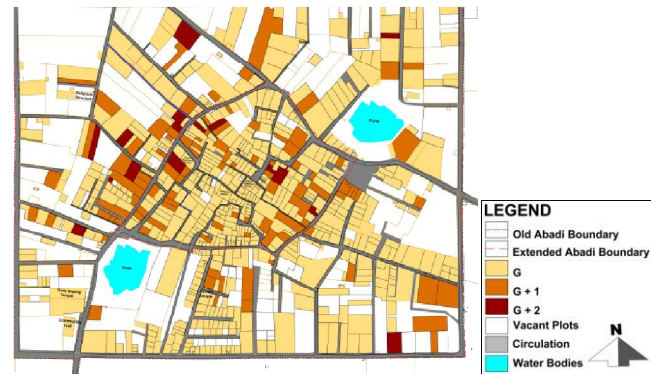 Pond
Pond
LEGEND
Old Abadi Boundary
Extended Abadi Boundary
G
G + 1
G + 2
Vacant Plots
Circulation
Water Bodies
N